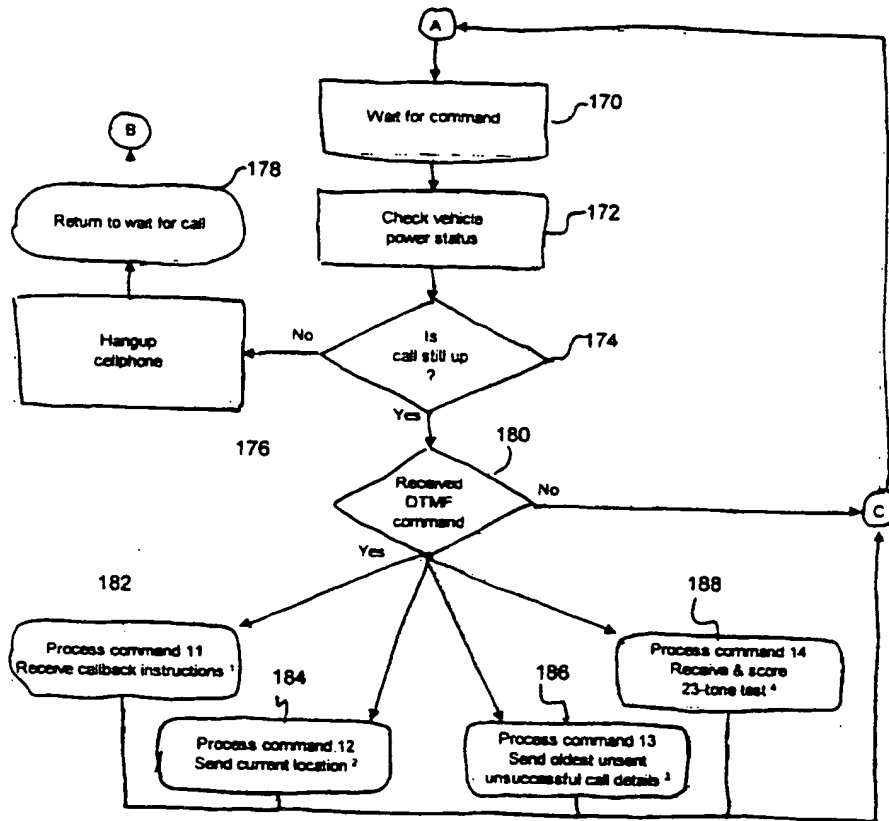 A
Wait for command
170
B
178
Return to wait for call
Check vehicle
power status
172
Hangup
cellphone
No
Is
call still up
?
174
Yes
176
180
Received
DTMF
command
No
C
Yes
182
188
Process command 11
Receive callback instructions ¹
Process command 14
Receive & score
23-tone test ⁴
184
186
Process command 12
Send current location ²
Process command 13
Send oldest unsent
unsuccessful call details ³